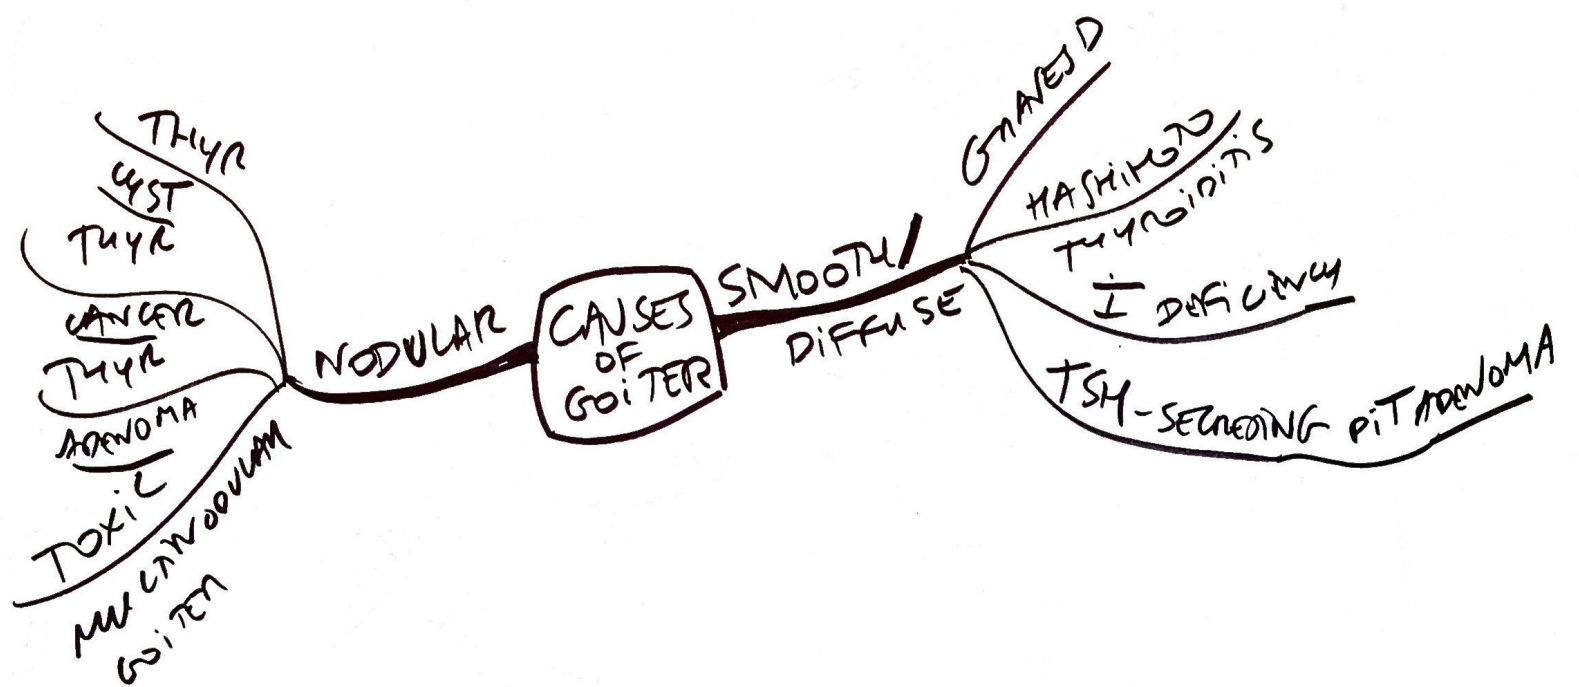 CAUSES
OF
GOITER
SMOOTH/
DIFFUSE
GRAVES D
HASHIMOTO
THYROIDITIS
I DEFICIENCY
TSH-SECRETING PIT ADENOMA
NODULAR
THYR
CYST
THYR
CANCER
THYR
ADENOMA
TOXIC
MULTINODULAR
GOITER